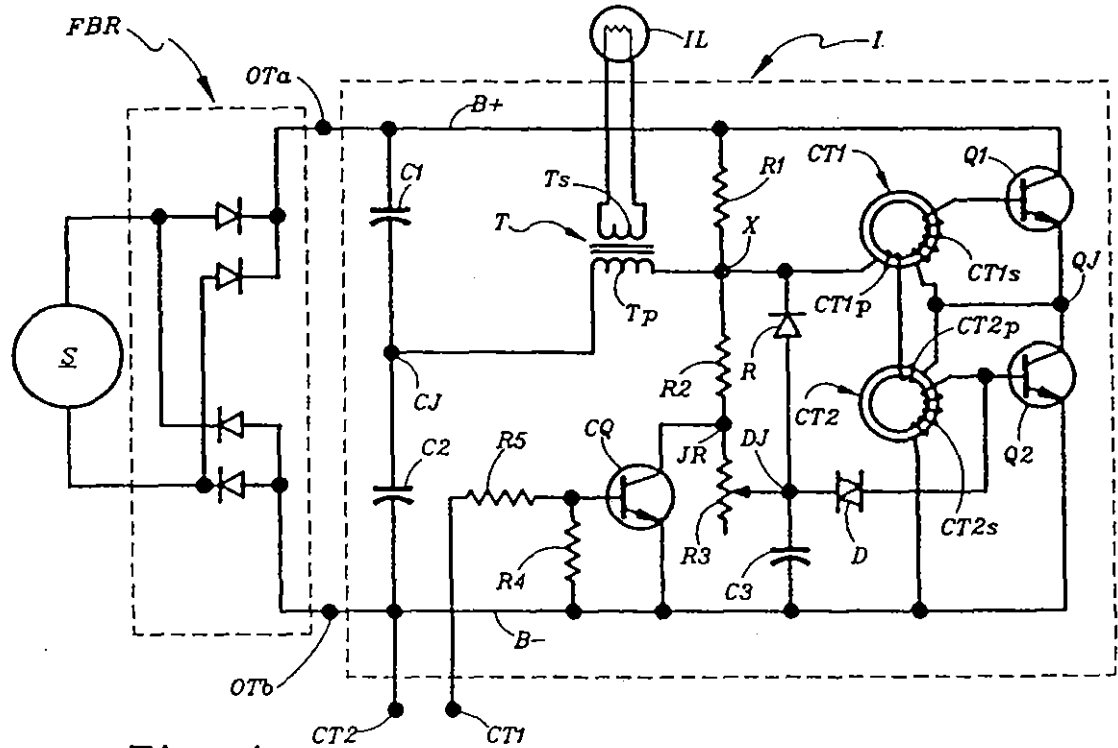 FBR
IL
I
OTa
B+
C1
R1
CT1
Q1
Ts
T
X
CT1s
QJ
CT1p
Tp
CT2p
S
R
CJ
R2
CT2
C2
CQ
JR
DJ
Q2
R5
CT2s
R4
R3
C3
D
B-
OTb
CT2
CT1